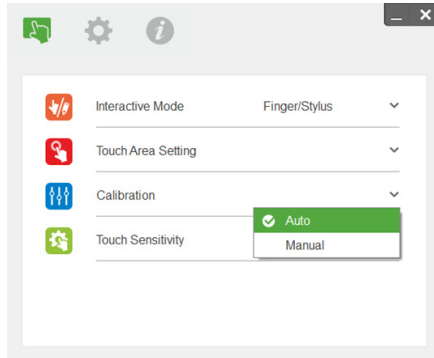 Interactive Mode Finger/Stylus
Touch Area Setting
Calibration
Auto
Touch Sensitivity
Manual